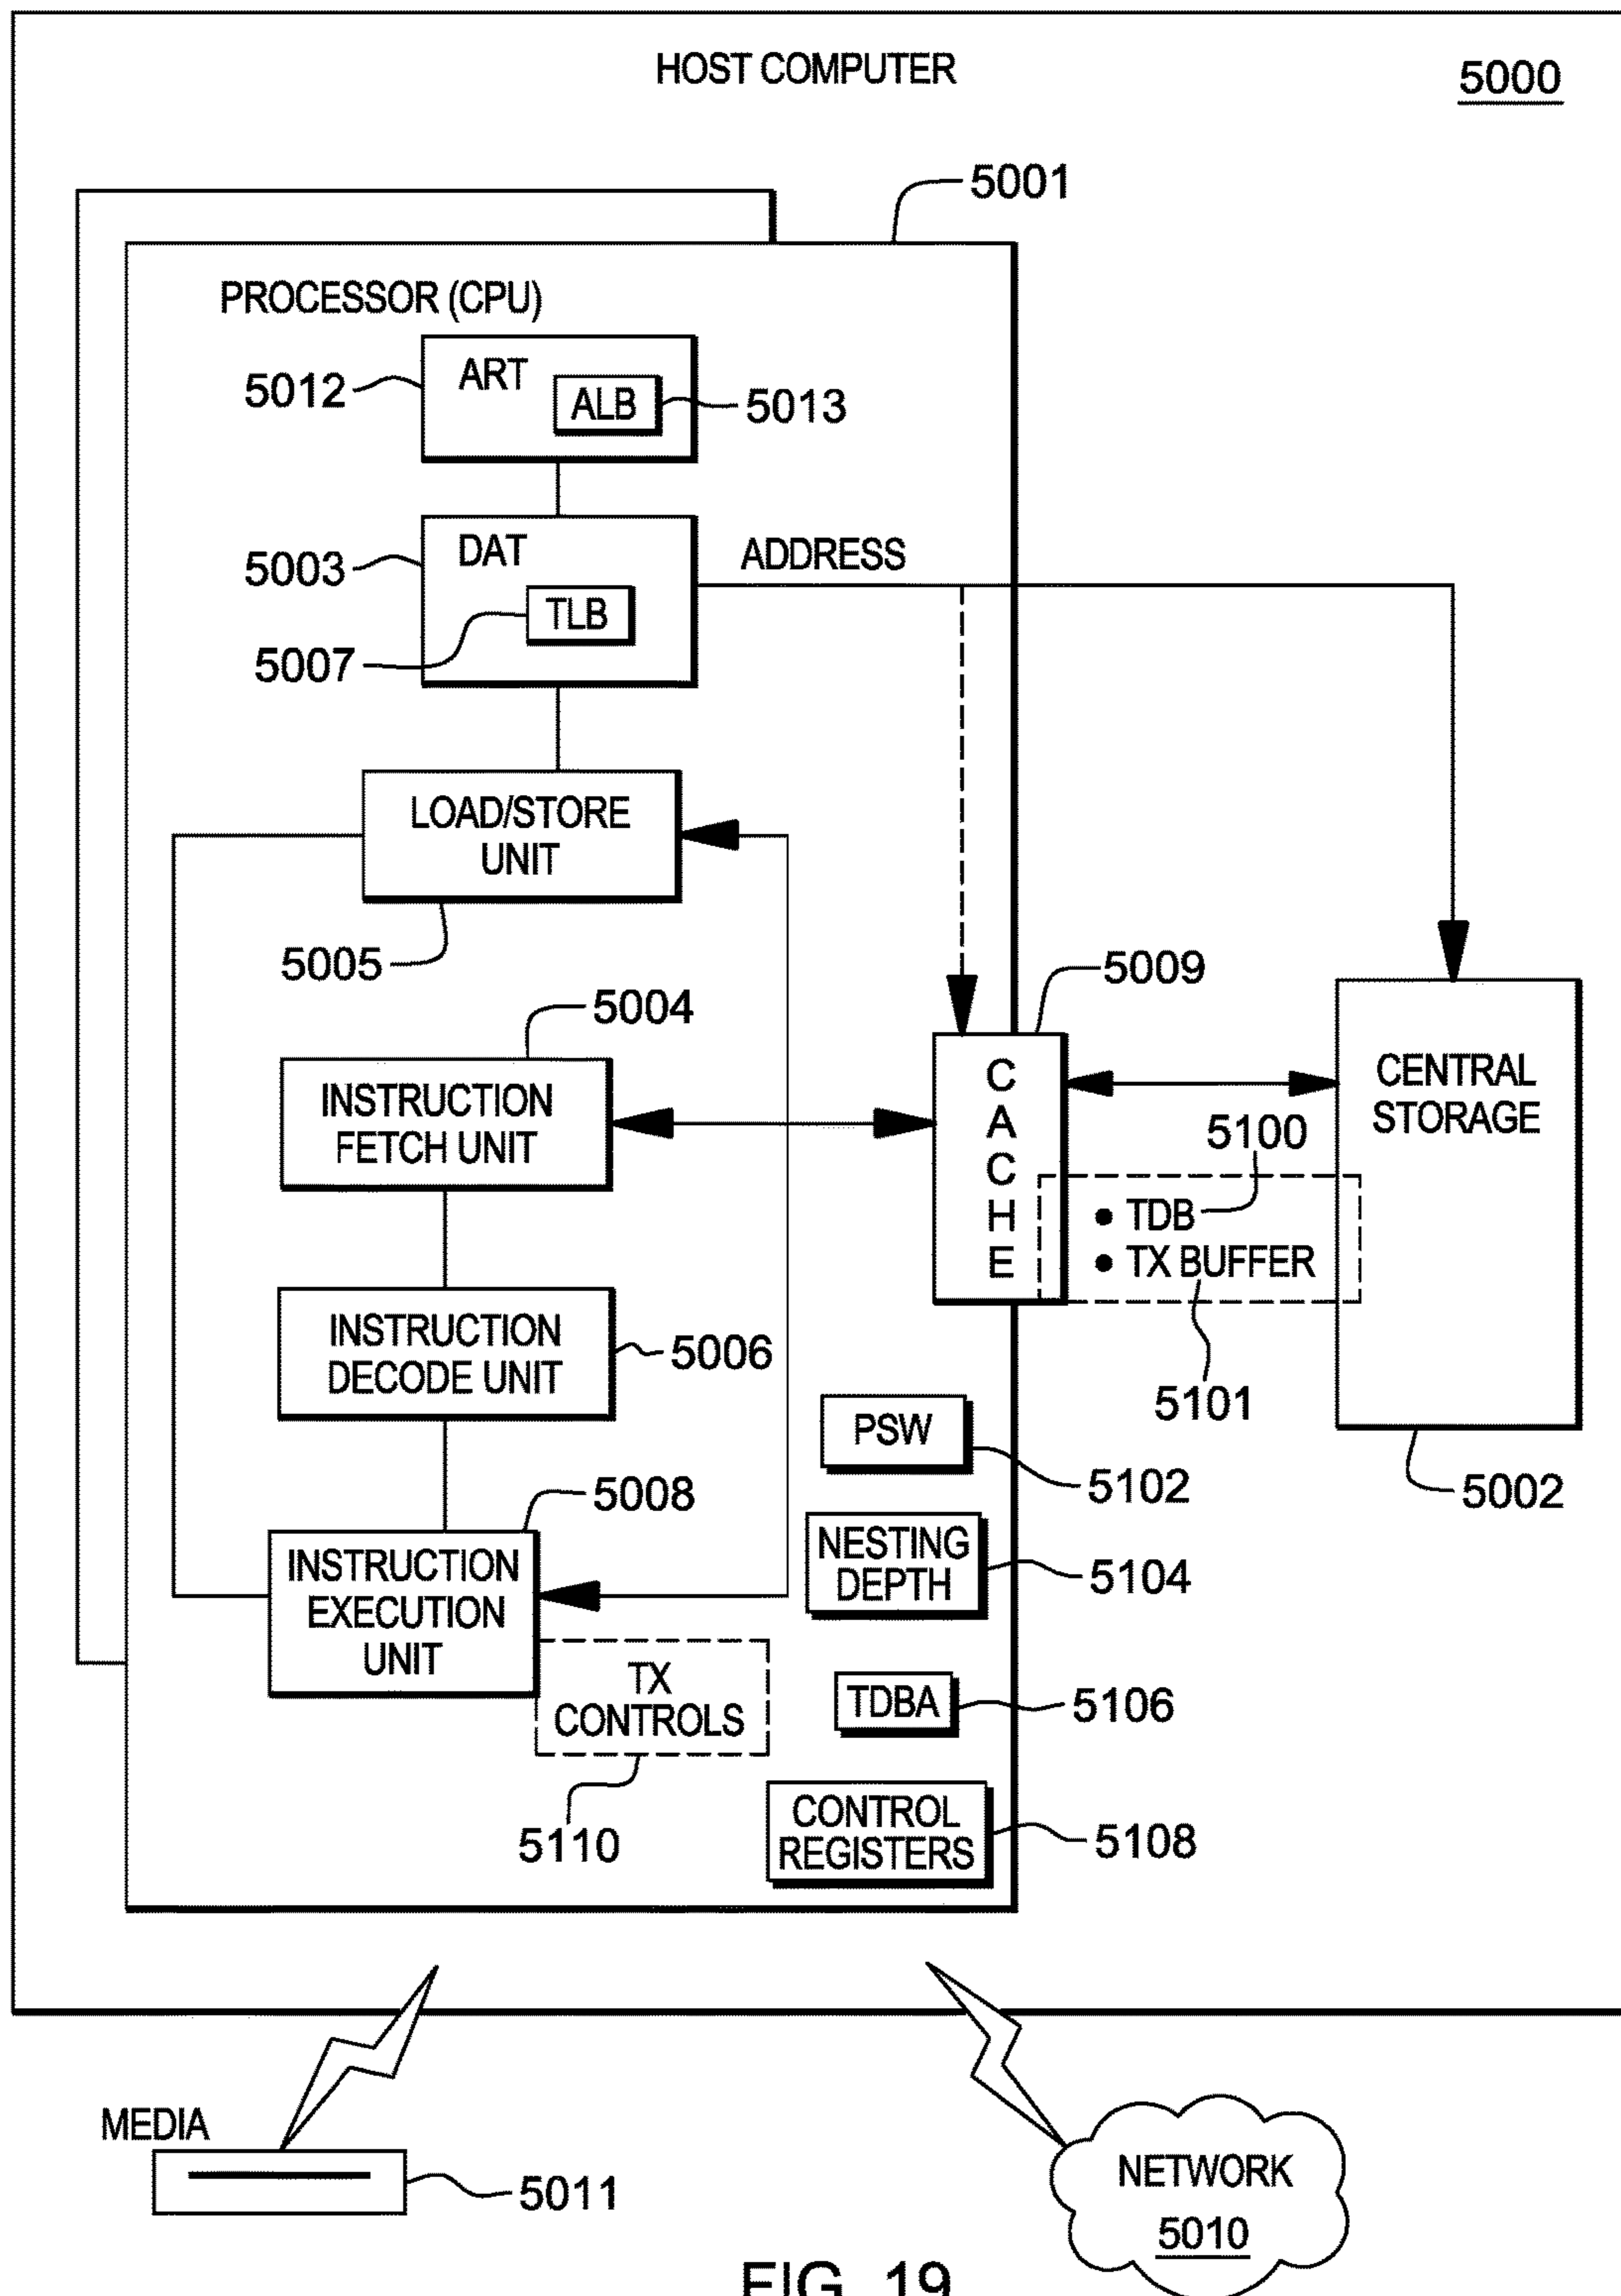 HOST COMPUTER
5000
5001
PROCESSOR (CPU)
ART
5012
ALB
5013
DAT
ADDRESS
5003
TLB
5007
LOAD/STORE
UNIT
5005
5009
5004
CACHE
CENTRAL
STORAGE
INSTRUCTION
FETCH UNIT
5100
• TDB
• TX BUFFER
INSTRUCTION
DECODE UNIT
5006
5101
PSW
5102
5002
5008
NESTING
DEPTH
5104
INSTRUCTION
EXECUTION
UNIT
TX
CONTROLS
TDBA
5106
5110
CONTROL
REGISTERS
5108
MEDIA
5011
NETWORK
5010
FIG. 19